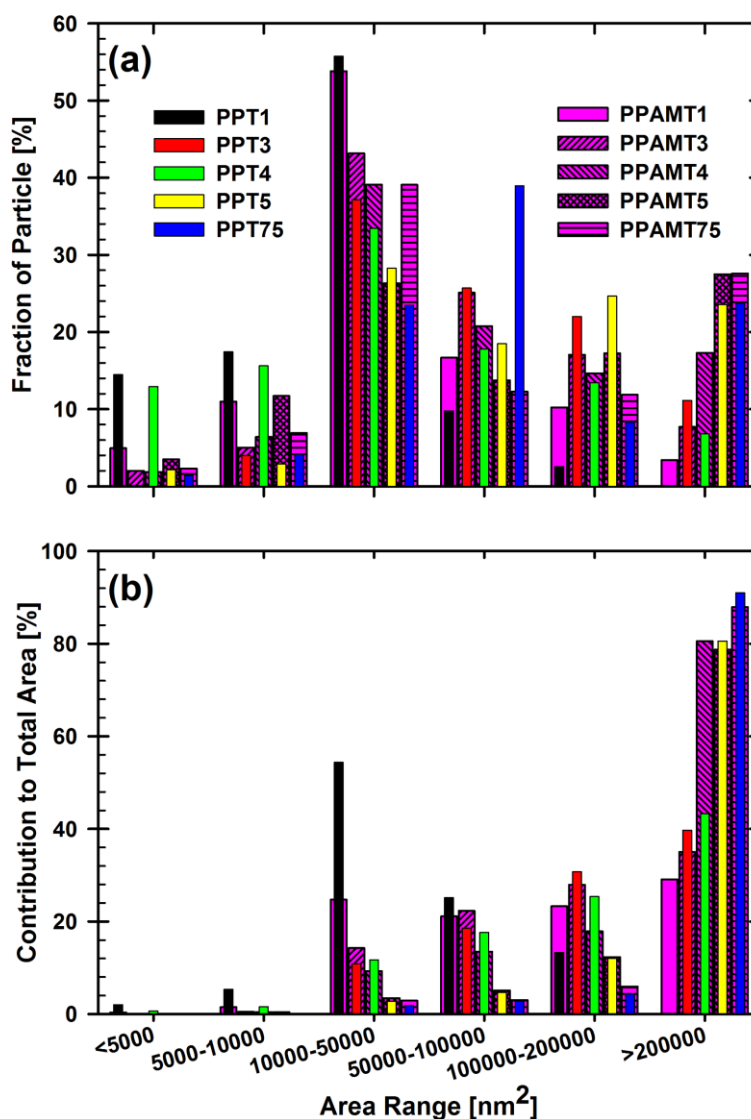 (a)
Fraction of Particle [%]
60
50
40
30
20
10
0
PPT1
PPT3
PPT4
PPT5
PPT75
PPAMT1
PPAMT3
PPAMT4
PPAMT5
PPAMT75
(b)
Contribution to Total Area [%]
100
80
60
40
20
0
<5000
5000-10000
10000-50000
50000-100000
100000-200000
>200000
Area Range [nm²]